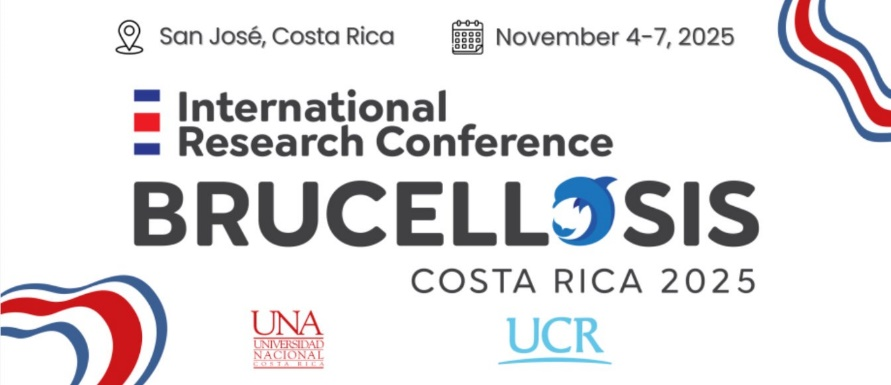 San José, Costa Rica
November 4-7, 2025
International
Research Conference
BRUCELLOSIS
COSTA RICA 2025
UNA
UNIVERSIDAD
NACIONAL
COSTA RICA
UCR